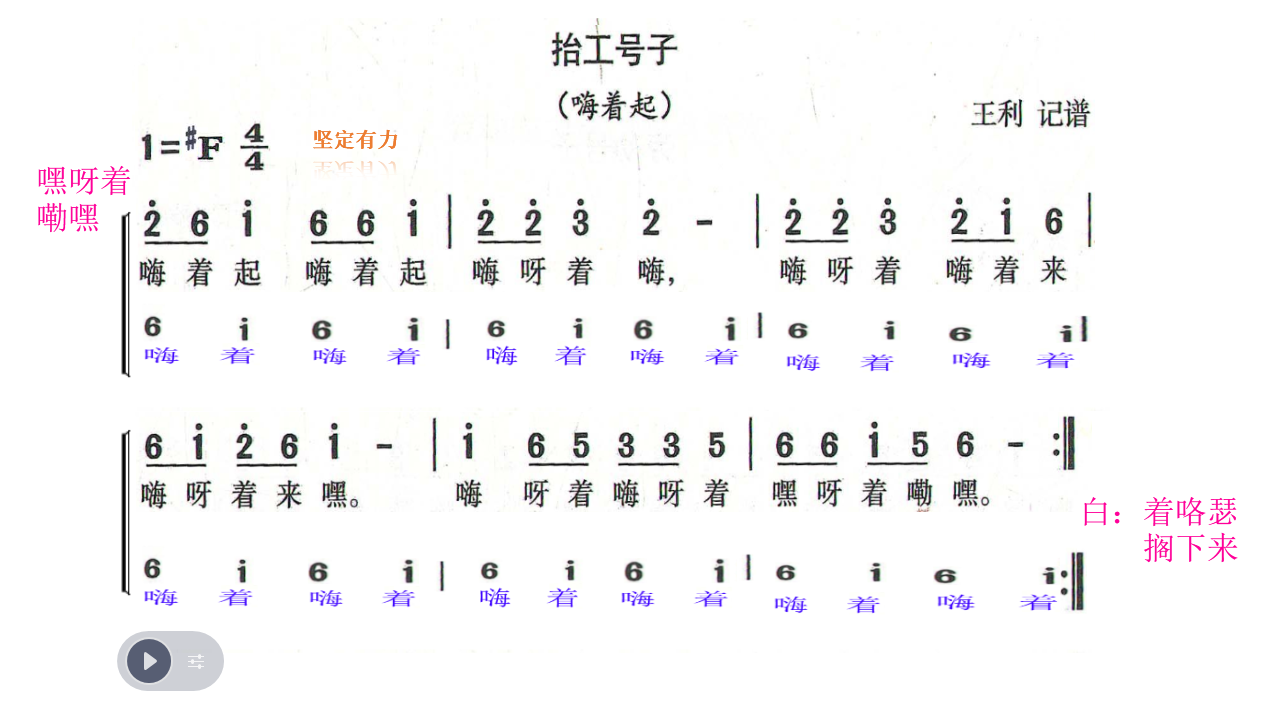 抬工号子
（嗨着起）
王利 记谱
1=♯F 4/4
坚定有力
嘿呀着
嘞嘿
2̇ 6 1̇ 6 6 1̇ | 2̇ 2̇ 3̇ 2̇ - | 2̇ 2̇ 3̇ 2̇ 1̇ 6 |
嗨 着 起 嗨 着 起 嗨 呀 着 嗨， 嗨 呀 着 嗨 着 来
6 1̇ 6 1̇ | 6 1̇ 6 1̇ | 6 1̇ 6 1̇ |
嗨 着 嗨 着 嗨 着 嗨 着 嗨 着 嗨 着
6 1̇ 2̇ 6 1̇ - | 1̇ 6 5 3 3 5 | 6 6 1̇ 5 6 - :‖
嗨 呀 着 来 嘿。 嗨 呀 着 嗨 呀 着 嘿 呀 着 嘞 嘿。
白：着咯瑟
搁下来
6 1̇ 6 1̇ | 6 1̇ 6 1̇ | 6 1̇ 6 1̇ :‖
嗨 着 嗨 着 嗨 着 嗨 着 嗨 着 嗨 着